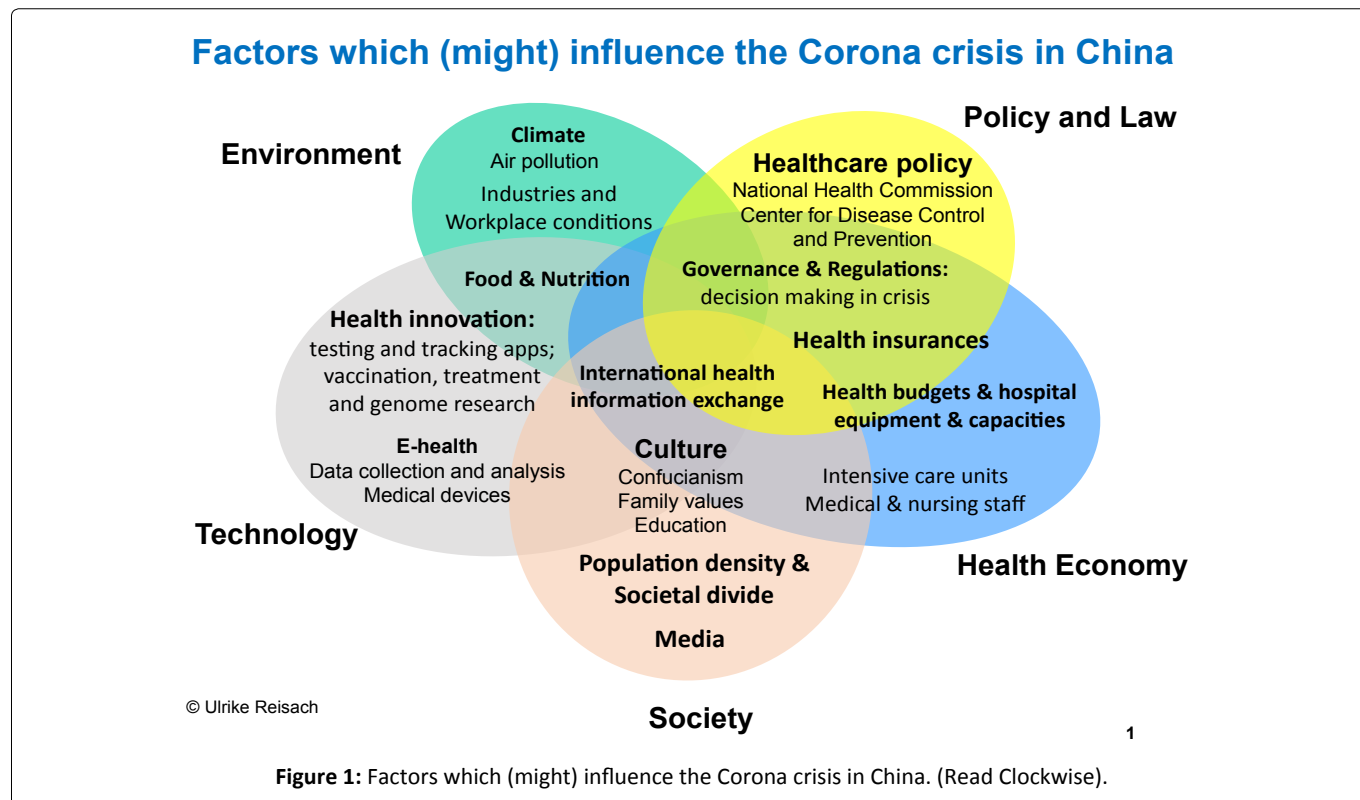 Factors which (might) influence the Corona crisis in China
Environment
Climate
Air pollution
Industries and
Workplace conditions
Policy and Law
Healthcare policy
National Health Commission
Center for Disease Control
and Prevention
Governance & Regulations:
decision making in crisis
Health insurances
Health budgets & hospital
equipment & capacities
Intensive care units
Medical & nursing staff
Health Economy
Food & Nutrition
Health innovation:
testing and tracking apps;
vaccination, treatment
and genome research
E-health
Data collection and analysis
Medical devices
Technology
International health
information exchange
Culture
Confucianism
Family values
Education
Population density &
Societal divide
Media
Society
© Ulrike Reisach
1
Figure 1: Factors which (might) influence the Corona crisis in China. (Read Clockwise).